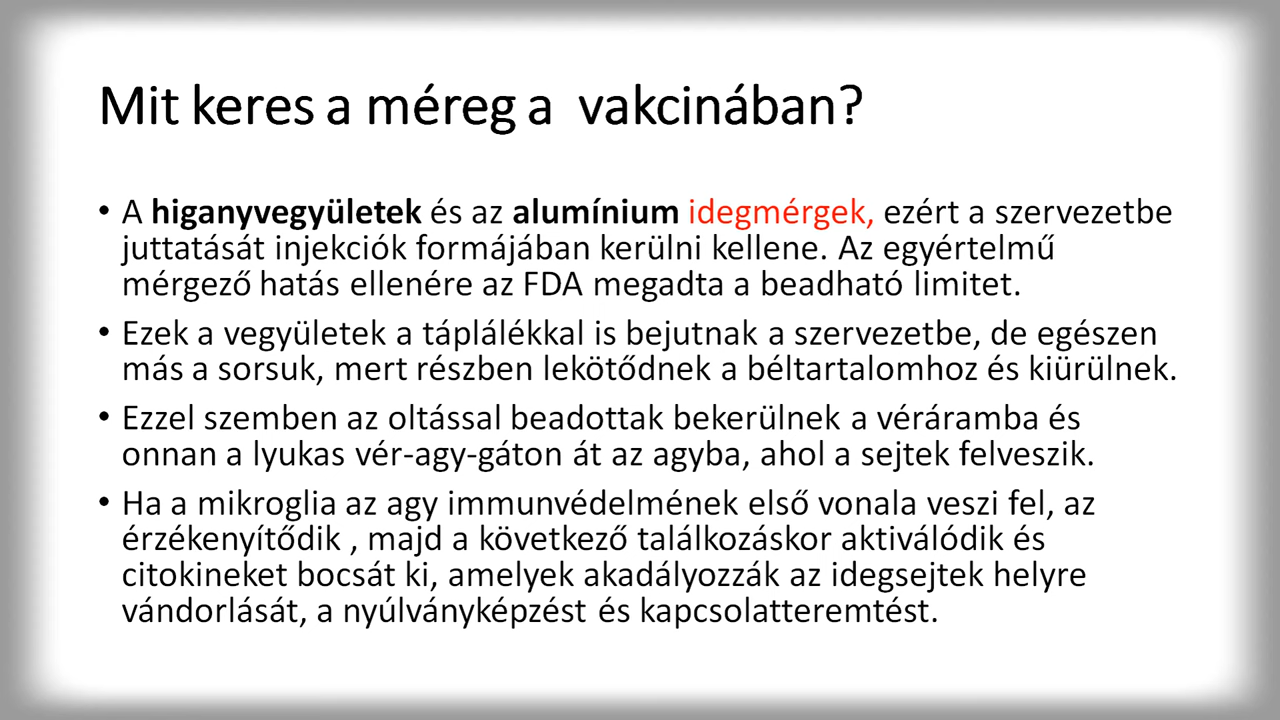 Mit keres a méreg a  vakcinában?
• A higanyvegyületek és az alumínium idegmérgek, ezért a szervezetbe
juttatását injekciók formájában kerülni kellene. Az egyértelmű
mérgező hatás ellenére az FDA megadta a beadható limitet.
• Ezek a vegyületek a táplálékkal is bejutnak a szervezetbe, de egészen
más a sorsuk, mert részben lekötődnek a béltartalomhoz és kiürülnek.
• Ezzel szemben az oltással beadottak bekerülnek a véráramba és
onnan a lyukas vér-agy-gáton át az agyba, ahol a sejtek felveszik.
• Ha a mikroglia az agy immunvédelmének első vonala veszi fel, az
érzékenyítődik , majd a következő találkozáskor aktiválódik és
citokineket bocsát ki, amelyek akadályozzák az idegsejtek helyre
vándorlását, a nyúlványképzést és kapcsolatteremtést.